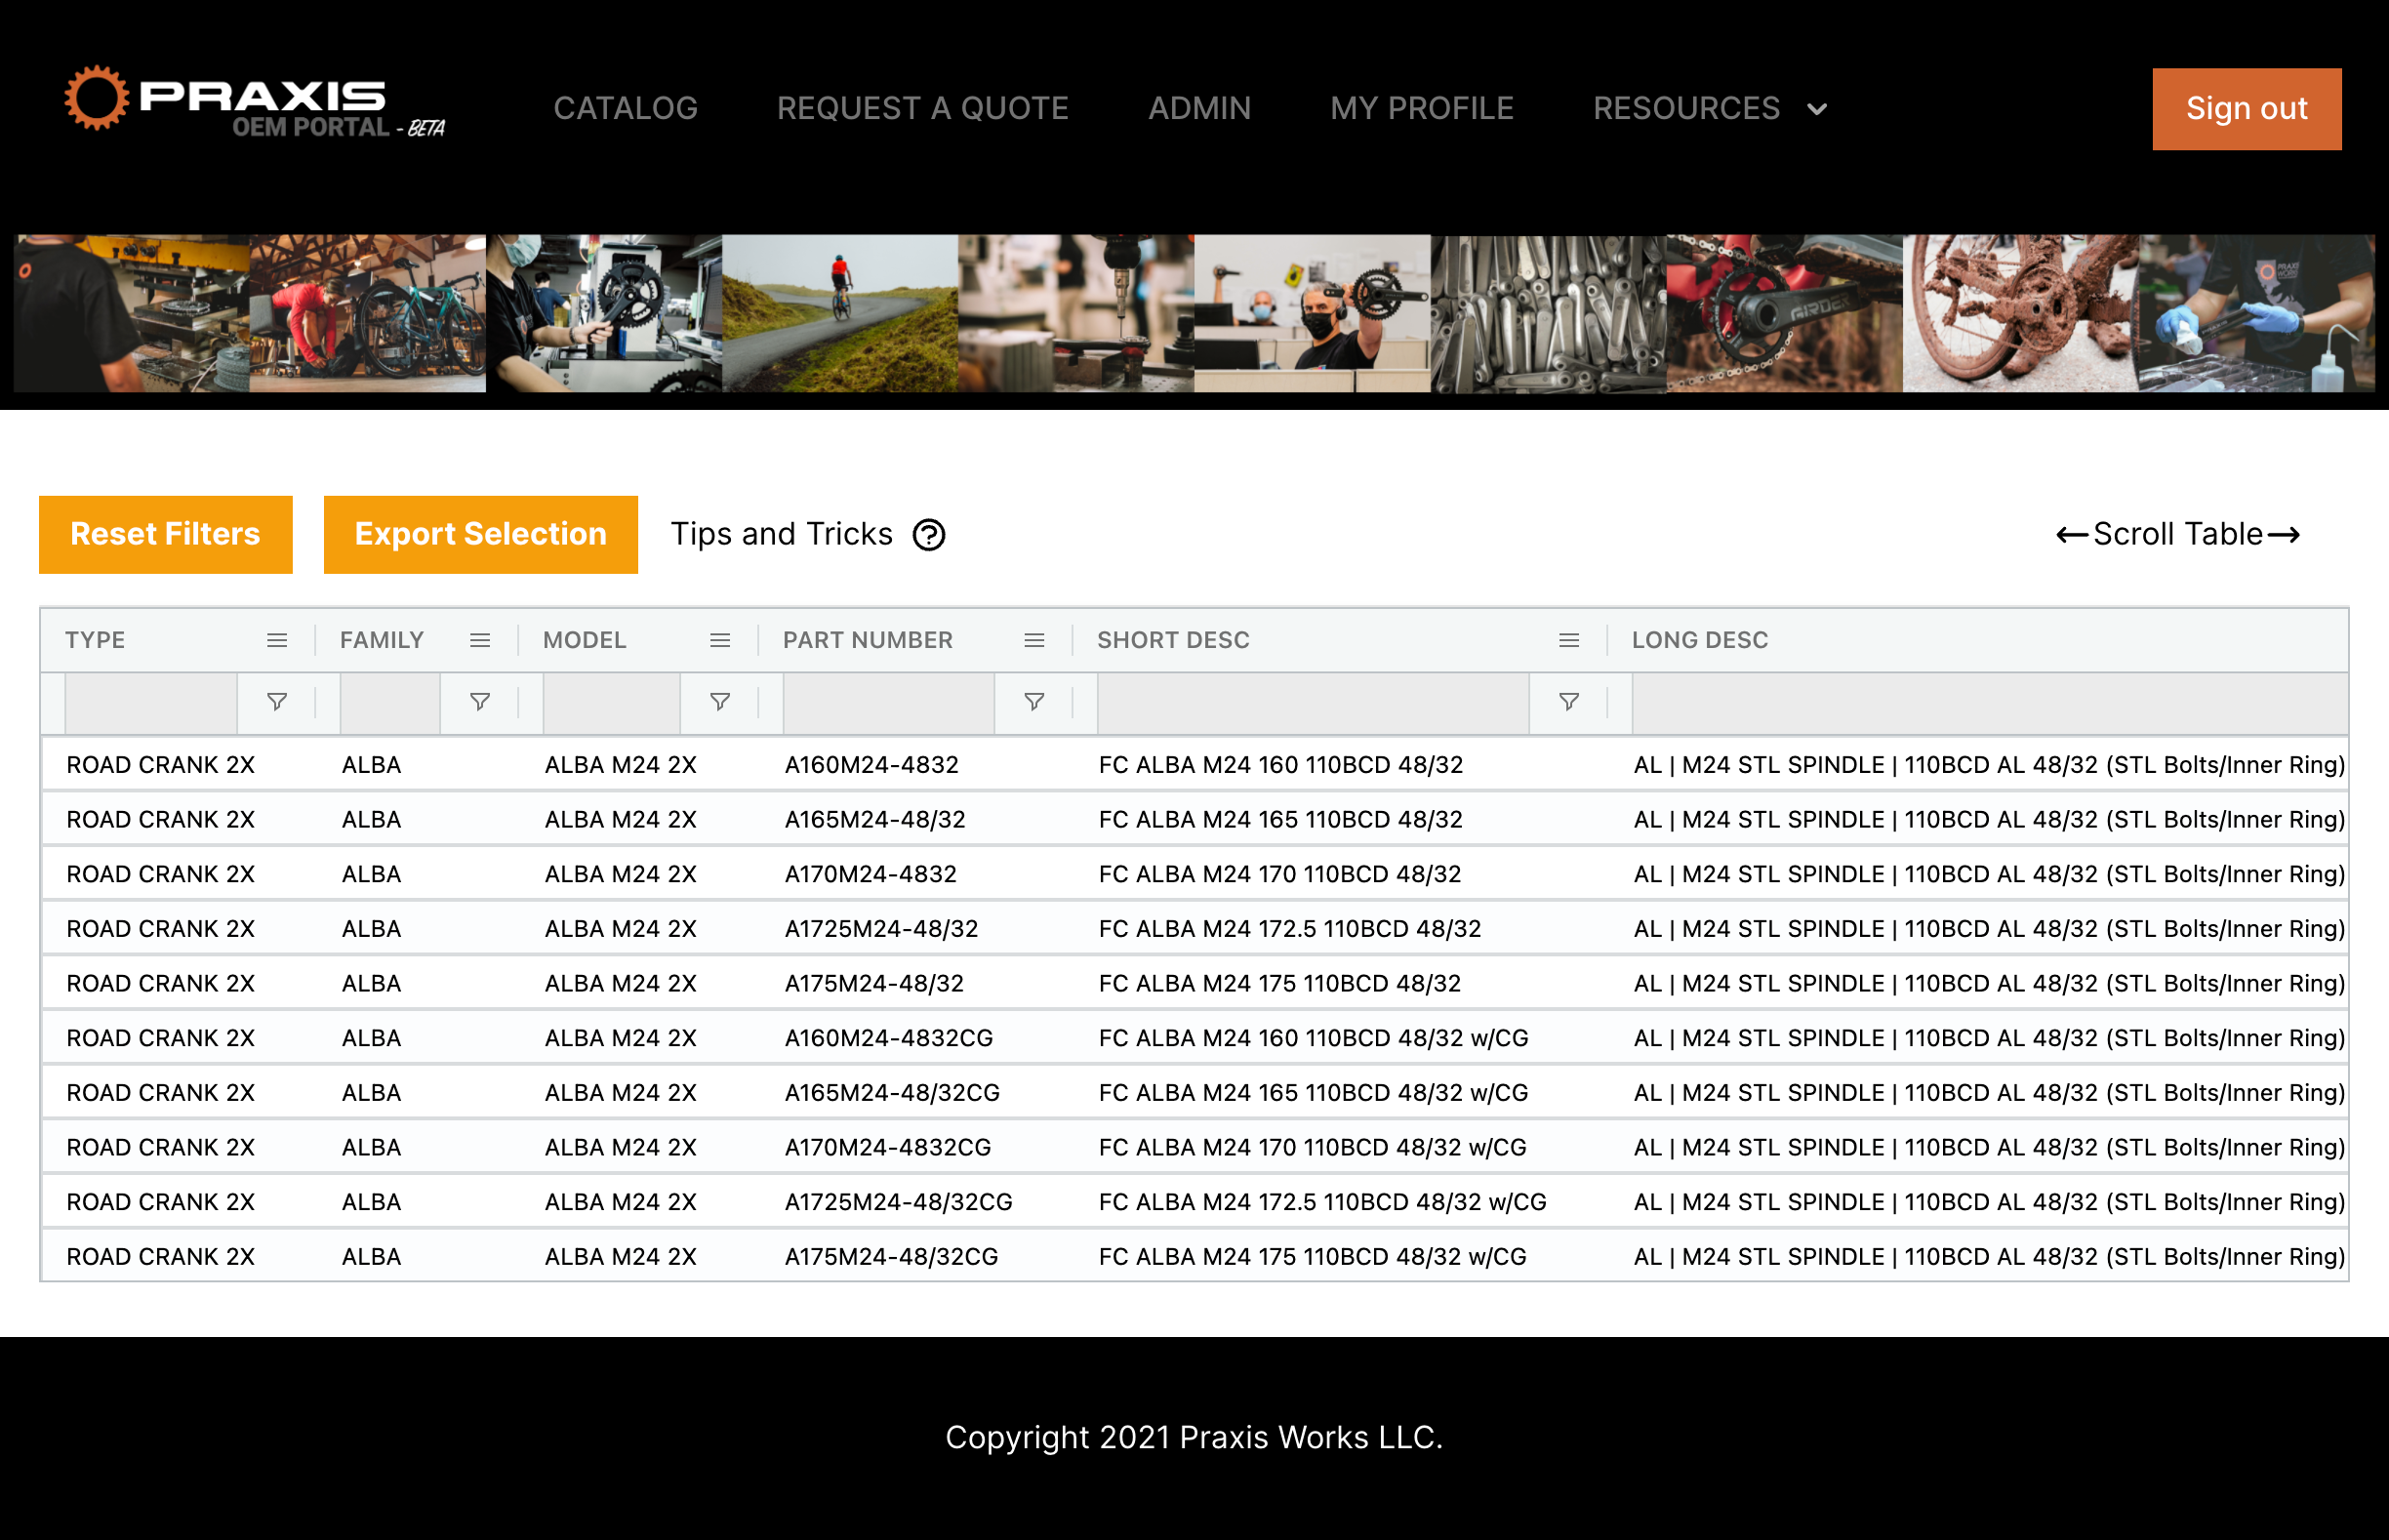 PRAXIS
OEM PORTAL - BETA
CATALOG REQUEST A QUOTE ADMIN MY PROFILE RESOURCES Sign out
GIRDER
Reset Filters Export Selection Tips and Tricks ? ←Scroll Table→
TYPE FAMILY MODEL PART NUMBER SHORT DESC LONG DESC
ROAD CRANK 2X ALBA ALBA M24 2X A160M24-4832 FC ALBA M24 160 110BCD 48/32 AL | M24 STL SPINDLE | 110BCD AL 48/32 (STL Bolts/Inner Ring)
ROAD CRANK 2X ALBA ALBA M24 2X A165M24-48/32 FC ALBA M24 165 110BCD 48/32 AL | M24 STL SPINDLE | 110BCD AL 48/32 (STL Bolts/Inner Ring)
ROAD CRANK 2X ALBA ALBA M24 2X A170M24-4832 FC ALBA M24 170 110BCD 48/32 AL | M24 STL SPINDLE | 110BCD AL 48/32 (STL Bolts/Inner Ring)
ROAD CRANK 2X ALBA ALBA M24 2X A1725M24-48/32 FC ALBA M24 172.5 110BCD 48/32 AL | M24 STL SPINDLE | 110BCD AL 48/32 (STL Bolts/Inner Ring)
ROAD CRANK 2X ALBA ALBA M24 2X A175M24-48/32 FC ALBA M24 175 110BCD 48/32 AL | M24 STL SPINDLE | 110BCD AL 48/32 (STL Bolts/Inner Ring)
ROAD CRANK 2X ALBA ALBA M24 2X A160M24-4832CG FC ALBA M24 160 110BCD 48/32 w/CG AL | M24 STL SPINDLE | 110BCD AL 48/32 (STL Bolts/Inner Ring)
ROAD CRANK 2X ALBA ALBA M24 2X A165M24-48/32CG FC ALBA M24 165 110BCD 48/32 w/CG AL | M24 STL SPINDLE | 110BCD AL 48/32 (STL Bolts/Inner Ring)
ROAD CRANK 2X ALBA ALBA M24 2X A170M24-4832CG FC ALBA M24 170 110BCD 48/32 w/CG AL | M24 STL SPINDLE | 110BCD AL 48/32 (STL Bolts/Inner Ring)
ROAD CRANK 2X ALBA ALBA M24 2X A1725M24-48/32CG FC ALBA M24 172.5 110BCD 48/32 w/CG AL | M24 STL SPINDLE | 110BCD AL 48/32 (STL Bolts/Inner Ring)
ROAD CRANK 2X ALBA ALBA M24 2X A175M24-48/32CG FC ALBA M24 175 110BCD 48/32 w/CG AL | M24 STL SPINDLE | 110BCD AL 48/32 (STL Bolts/Inner Ring)
Copyright 2021 Praxis Works LLC.